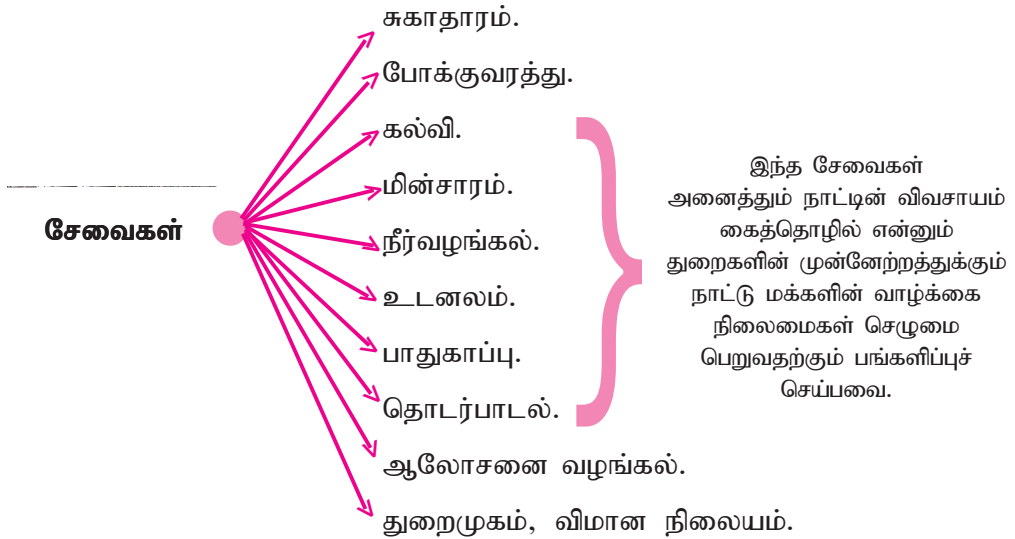 சுகாதாரம்.
போக்குவரத்து.
கல்வி.
மின்சாரம்.
நீர்வழங்கல்.
உடனலம்.
பாதுகாப்பு.
தொடர்பாடல்.
ஆலோசனை வழங்கல்.
துறைமுகம், விமான நிலையம்.
சேவைகள்
இந்த சேவைகள்
அனைத்தும் நாட்டின் விவசாயம்
கைத்தொழில் என்னும்
துறைகளின் முன்னேற்றத்துக்கும்
நாட்டு மக்களின் வாழ்க்கை
நிலைமைகள் செழுமை
பெறுவதற்கும் பங்களிப்புச்
செய்பவை.